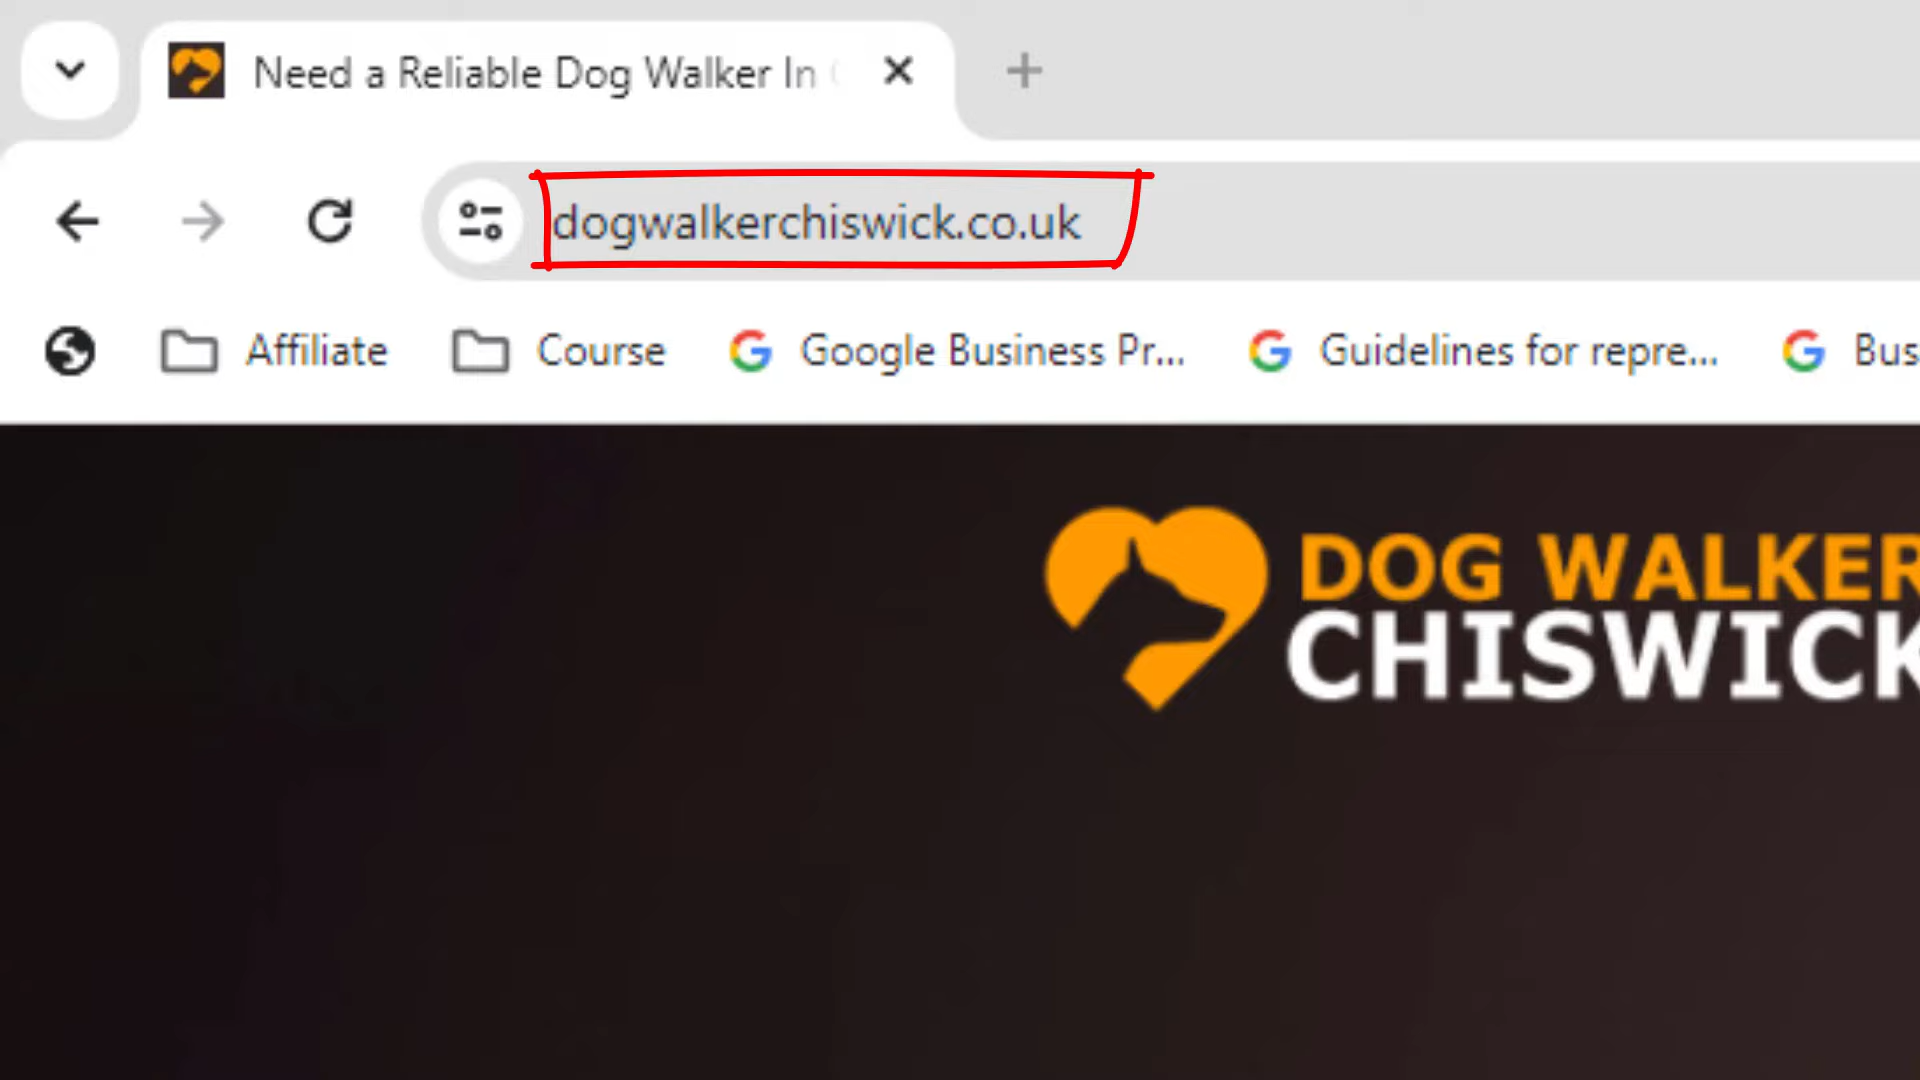 Need a Reliable Dog Walker In
dogwalkerchiswick.co.uk
Affiliate
Course
Google Business Pr...
Guidelines for repre...
Bus
DOG WALKER
CHISWICK